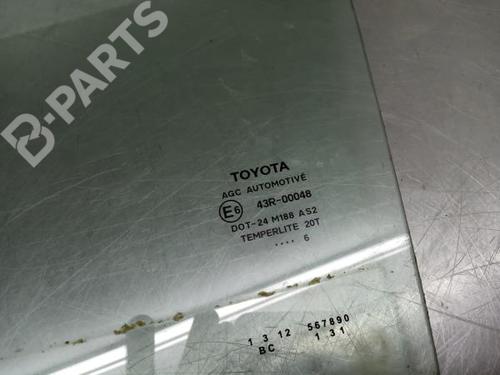 B-PARTS
TOYOTA
AGC AUTOMOTIVE
E6 43R-00048
DOT-24 M188 AS2
TEMPERLITE 20T
.... 6
1 3 12 567890
BC 1 31